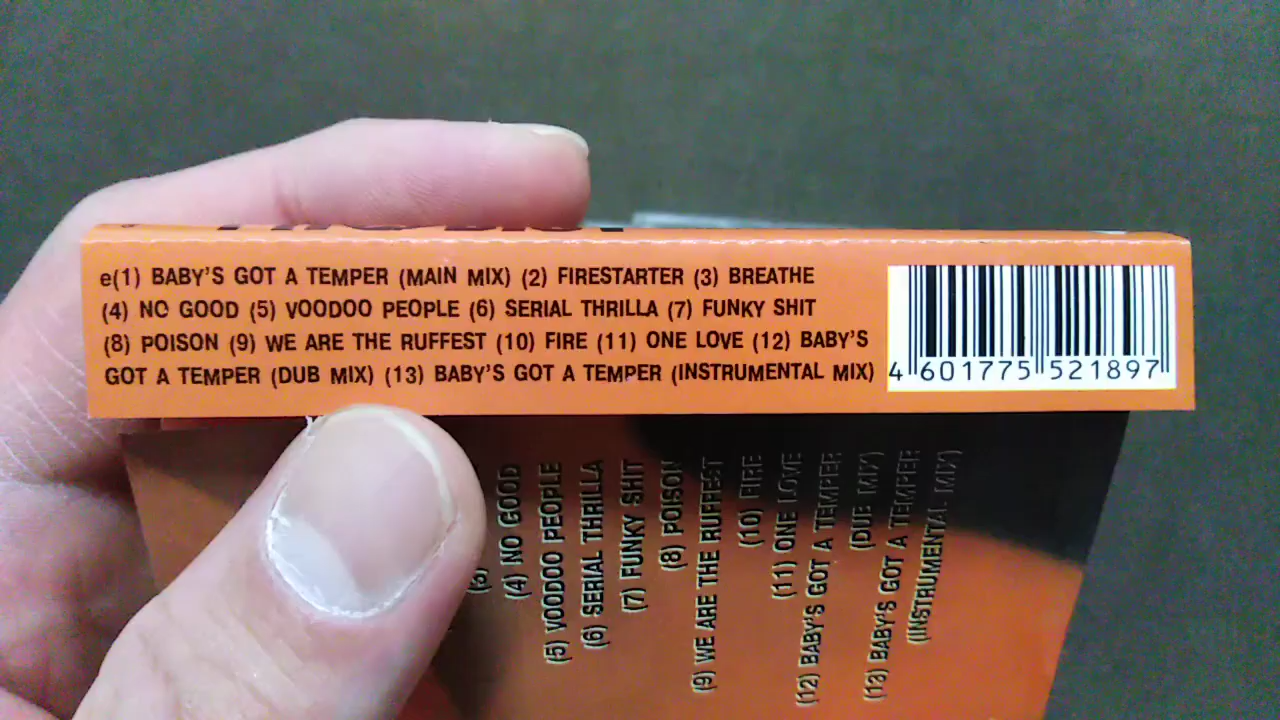 e(1) BABY'S GOT A TEMPER (MAIN MIX) (2) FIRESTARTER (3) BREATHE
(4) NO GOOD (5) VOODOO PEOPLE (6) SERIAL THRILLA (7) FUNKY SHIT
(8) POISON (9) WE ARE THE RUFFEST (10) FIRE (11) ONE LOVE (12) BABY'S
GOT A TEMPER (DUB MIX) (13) BABY'S GOT A TEMPER (INSTRUMENTAL MIX)
4 601775 521897
(3)
(4) NO GOOD
(5) VOODOO PEOPLE
(6) SERIAL THRILLA
(7) FUNKY SHIT
(8) POISON
(9) WE ARE THE RUFFEST
(10) FIRE
(11) ONE LOVE
(12) BABY'S GOT A TEMPER
(DUB MIX)
(13) BABY'S GOT A TEMPER
(INSTRUMENTAL MIX)